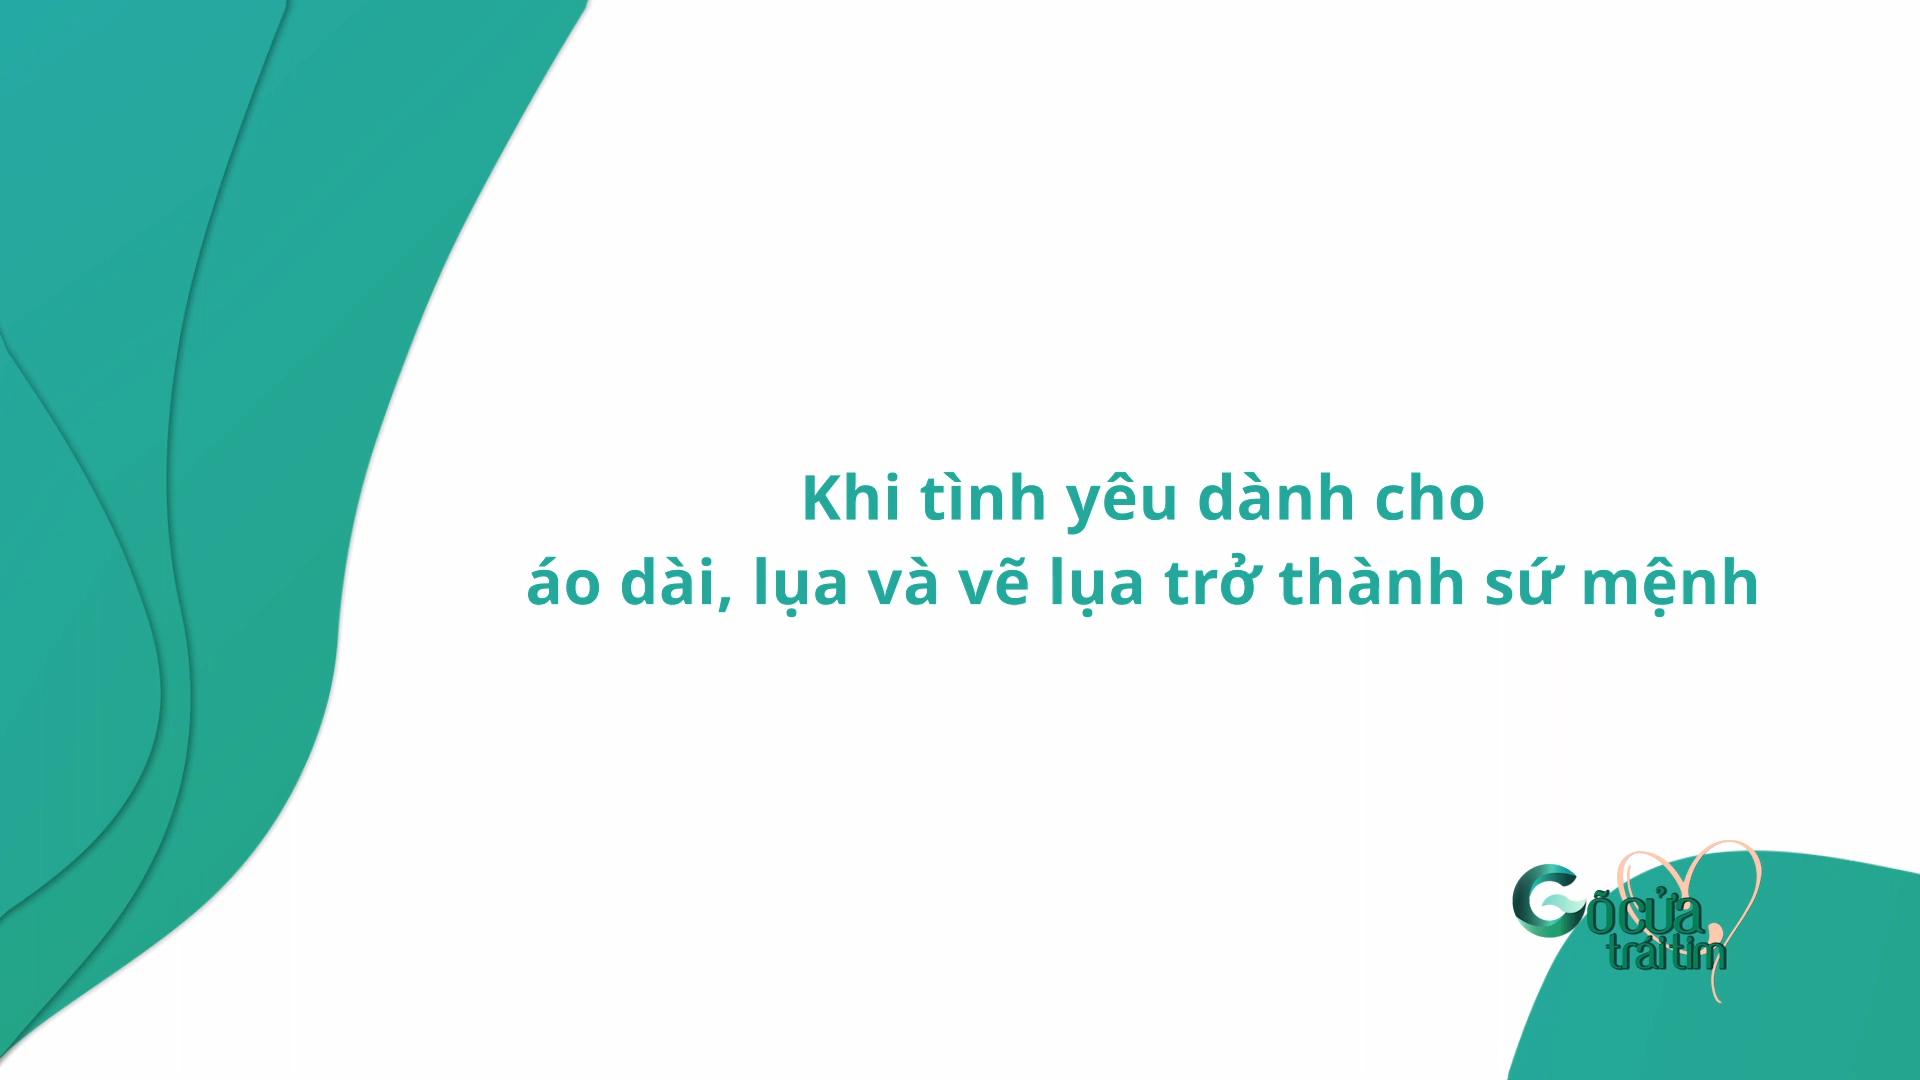 Khi tình yêu dành cho
áo dài, lụa và vẽ lụa trở thành sứ mệnh
Gõ cửa
trái tim